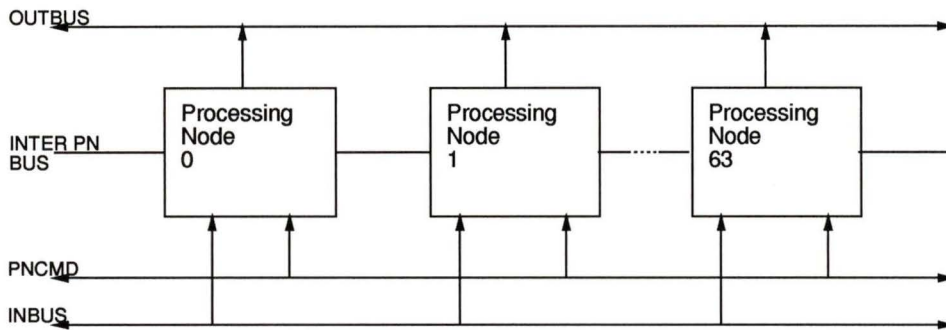 OUTBUS
Processing
Node
0
Processing
Node
1
Processing
Node
63
INTER PN
BUS
PNCMD
INBUS